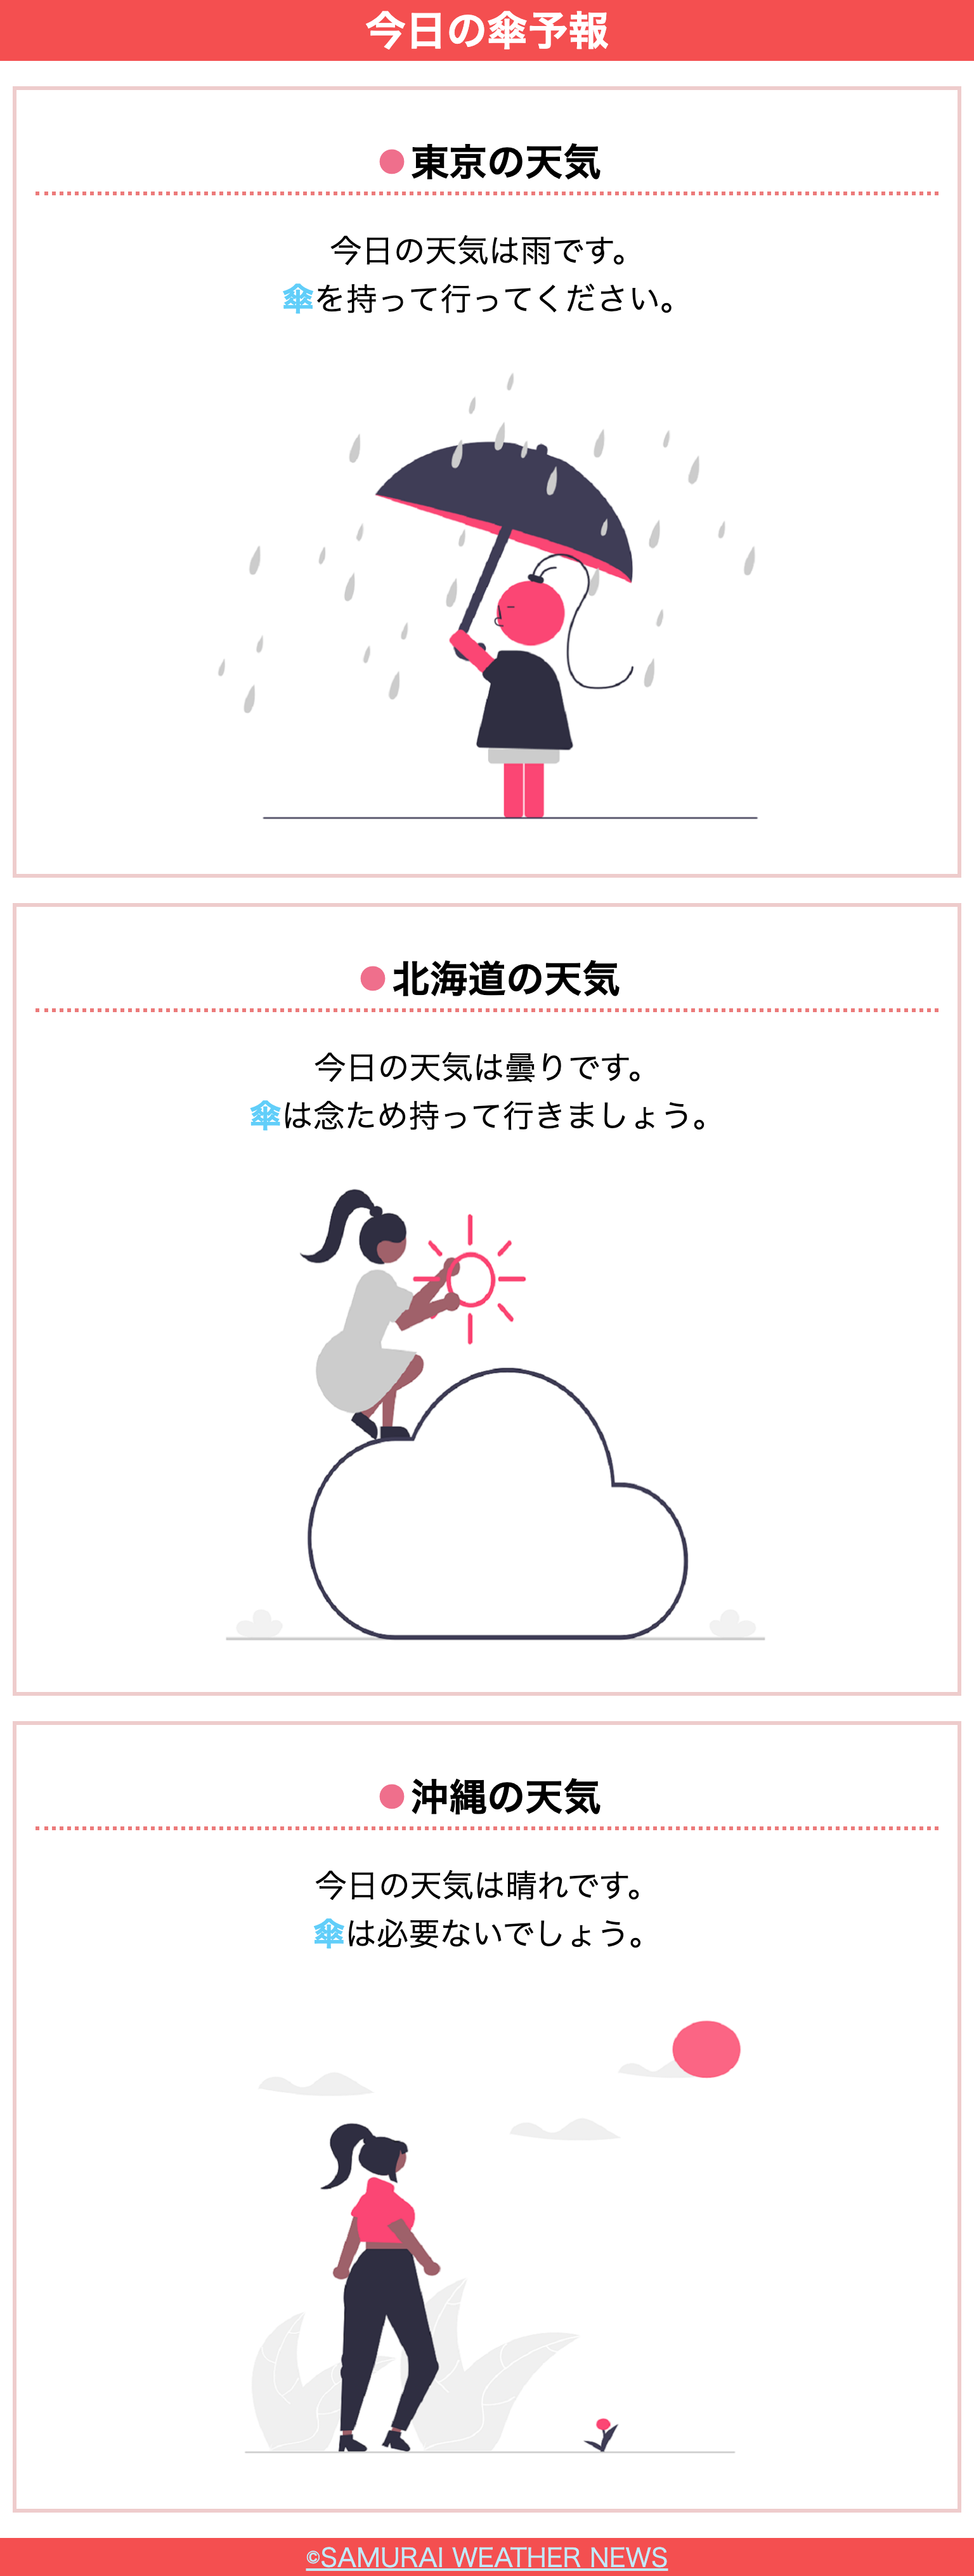 今日の傘予報
東京の天気
今日の天気は雨です。
傘を持って行ってください。
北海道の天気
今日の天気は曇りです。
傘は念ため持って行きましょう。
沖縄の天気
今日の天気は晴れです。
傘は必要ないでしょう。
©SAMURAI WEATHER NEWS